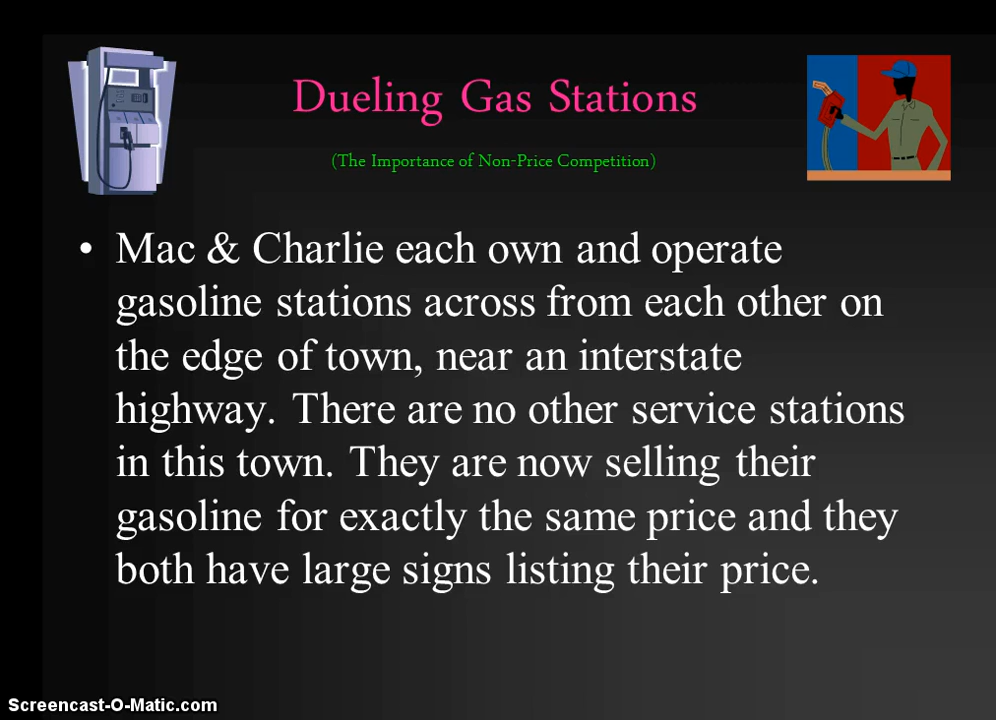 Dueling Gas Stations
(The Importance of Non-Price Competition)
• Mac & Charlie each own and operate
gasoline stations across from each other on
the edge of town, near an interstate
highway. There are no other service stations
in this town. They are now selling their
gasoline for exactly the same price and they
both have large signs listing their price.
Screencast-O-Matic.com